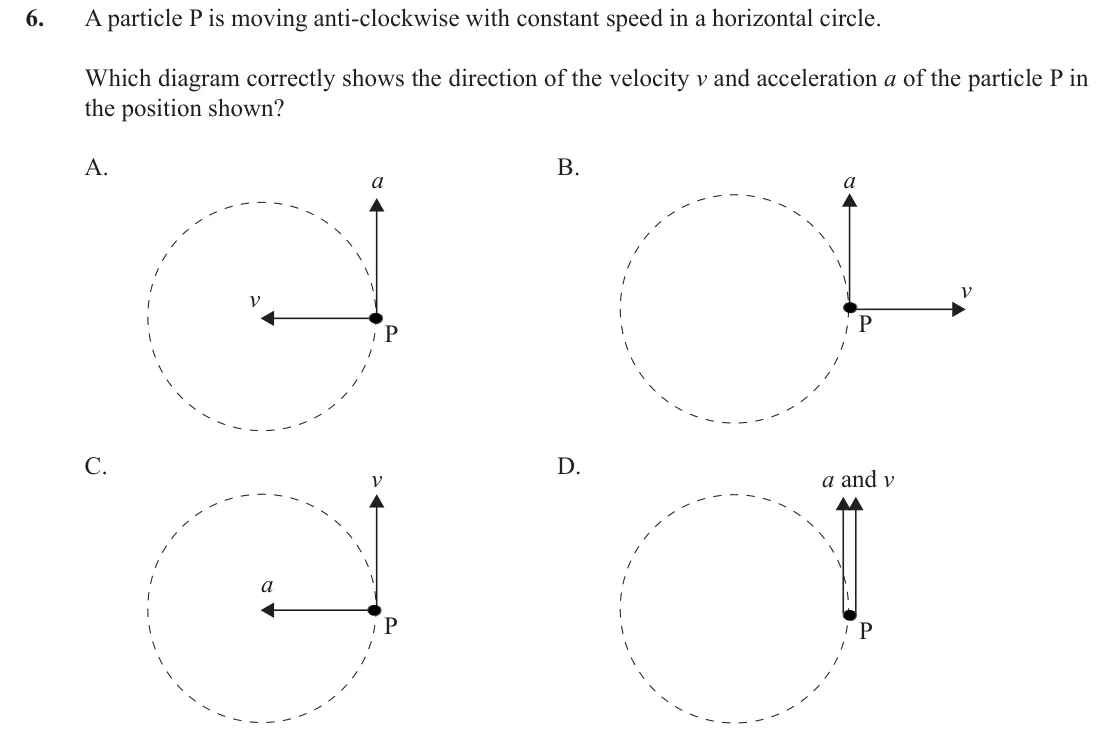 6. A particle P is moving anti-clockwise with constant speed in a horizontal circle.
Which diagram correctly shows the direction of the velocity v and acceleration a of the particle P in
the position shown?
A.
a
v
P
B.
a
v
P
C.
v
a
P
D.
a and v
P